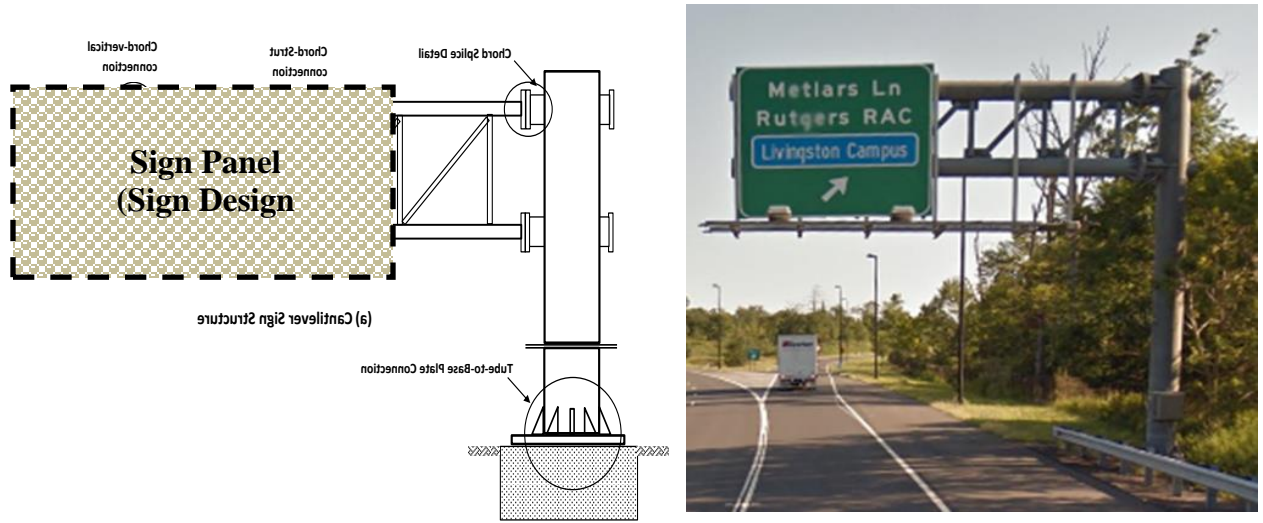 Chord-vertical
connection
Chord-Strut
connection
Chord Splice Detail
Sign Panel
(Sign Design
(a) Cantilever Sign Structure
Tube-to-Base Plate Connection
Metlars Ln
Rutgers RAC
Livingston Campus